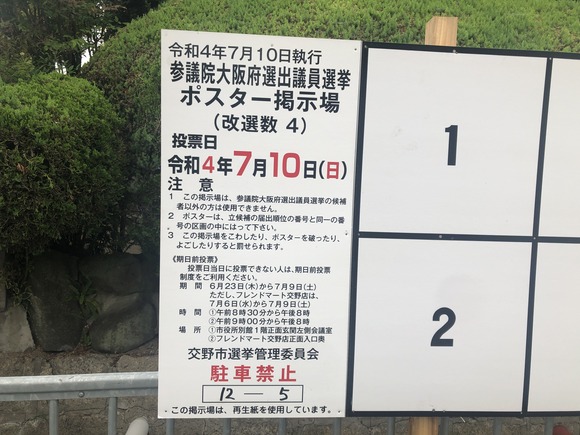 令和4年7月10日執行
参議院大阪府選出議員選挙
ポスター掲示場
（改選数 4）
投票日
令和4年7月10日(日)
注 意
1 この掲示場は、参議院大阪府選出議員選挙の候補
者以外の方は使用できません。
2 ポスターは、立候補の届出順位の番号と同一の番
号の区画の中にはって下さい。
3 この掲示場をこわしたり、ポスターを破ったり、
よごしたりすると罰せられます。
《期日前投票》
投票日当日に投票できない人は、期日前投票
制度をご利用ください。
期 間 6月23日(木)から7月9日(土)
ただし、フレンドマート交野店は、
7月6日(水)から7月9日(土)
時 間 ①午前8時30分から午後8時
②午前9時00分から午後8時
場 所 ①市役所別館1階正面玄関左側会議室
②フレンドマート交野店正面入口奥
交野市選挙管理委員会
駐車禁止
12 - 5
この掲示場は、再生紙を使用しています。
1
2